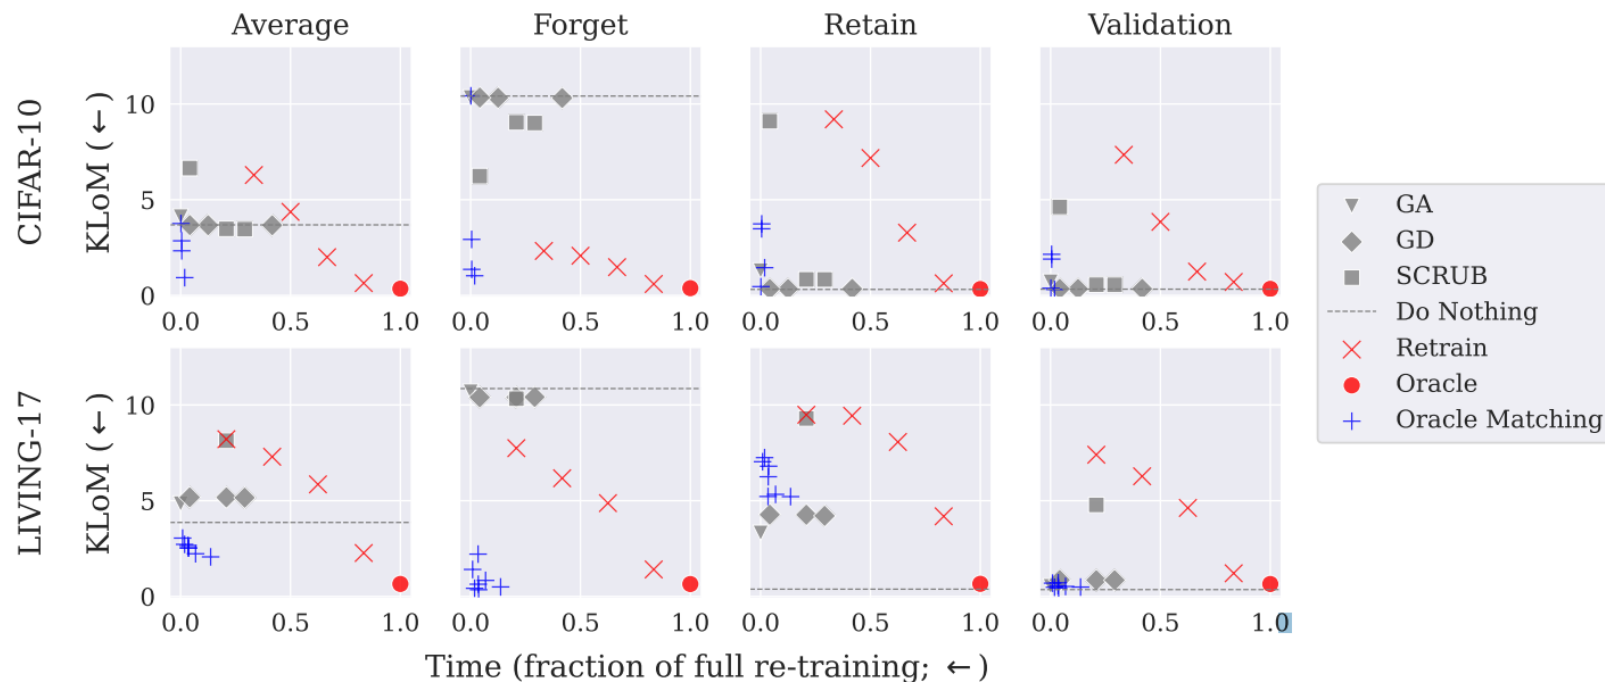 Average Forget Retain Validation
CIFAR-10
KLoM (←)
10
5
0
0.0 0.5 1.0 0.0 0.5 1.0 0.0 0.5 1.0 0.0 0.5 1.0
LIVING-17
KLoM (←)
10
5
0
0.0 0.5 1.0 0.0 0.5 1.0 0.0 0.5 1.0 0.0 0.5 1.0
Time (fraction of full re-training; ←)
GA
GD
SCRUB
Do Nothing
Retrain
Oracle
Oracle Matching